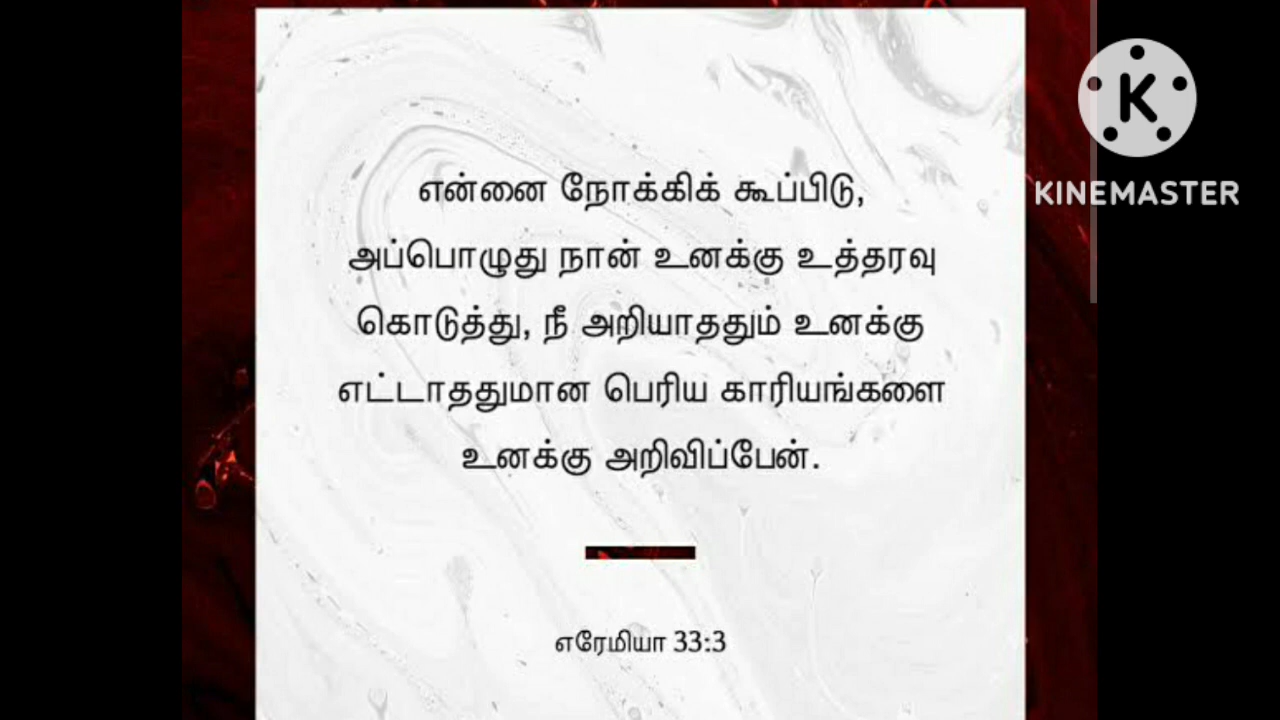 என்னை நோக்கிக் கூப்பிடு,
அப்பொழுது நான் உனக்கு உத்தரவு
கொடுத்து, நீ அறியாததும் உனக்கு
எட்டாததுமான பெரிய காரியங்களை
உனக்கு அறிவிப்பேன்.
எரேமியா 33:3
K
KINEMASTER